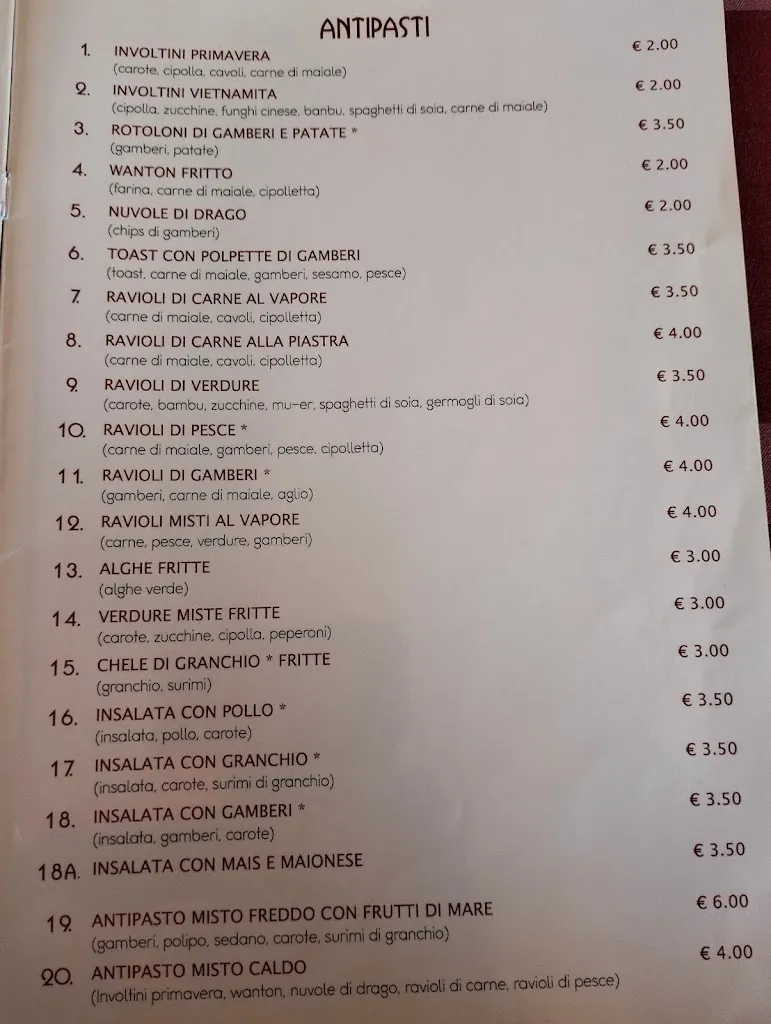 ANTIPASTI
1. INVOLTINI PRIMAVERA € 2.00
(carote, cipolla, cavoli, carne di maiale)
2. INVOLTINI VIETNAMITA € 2.00
(cipolla, zucchine, funghi cinese, banbu, spaghetti di soia, carne di maiale)
3. ROTOLONI DI GAMBERI E PATATE * € 3.50
(gamberi, patate)
4. WANTON FRITTO € 2.00
(farina, carne di maiale, cipolletta)
5. NUVOLE DI DRAGO € 2.00
(chips di gamberi)
6. TOAST CON POLPETTE DI GAMBERI € 3.50
(toast, carne di maiale, gamberi, sesamo, pesce)
7. RAVIOLI DI CARNE AL VAPORE € 3.50
(carne di maiale, cavoli, cipolletta)
8. RAVIOLI DI CARNE ALLA PIASTRA € 4.00
(carne di maiale, cavoli, cipolletta)
9. RAVIOLI DI VERDURE € 3.50
(carote, bambu, zucchine, mu-er, spaghetti di soia, germogli di soia)
10. RAVIOLI DI PESCE * € 4.00
(carne di maiale, gamberi, pesce, cipolletta)
11. RAVIOLI DI GAMBERI * € 4.00
(gamberi, carne di maiale, aglio)
12. RAVIOLI MISTI AL VAPORE € 4.00
(carne, pesce, verdure, gamberi)
13. ALGHE FRITTE € 3.00
(alghe verde)
14. VERDURE MISTE FRITTE € 3.00
(carote, zucchine, cipolla, peperoni)
15. CHELE DI GRANCHIO * FRITTE € 3.00
(granchio, surimi)
16. INSALATA CON POLLO * € 3.50
(insalata, pollo, carote)
17. INSALATA CON GRANCHIO * € 3.50
(insalata, carote, surimi di granchio)
18. INSALATA CON GAMBERI * € 3.50
(insalata, gamberi, carote)
18A. INSALATA CON MAIS E MAIONESE € 3.50
19. ANTIPASTO MISTO FREDDO CON FRUTTI DI MARE € 6.00
(gamberi, polipo, sedano, carote, surimi di granchio)
20. ANTIPASTO MISTO CALDO € 4.00
(Involtini primavera, wanton, nuvole di drago, ravioli di carne, ravioli di pesce)